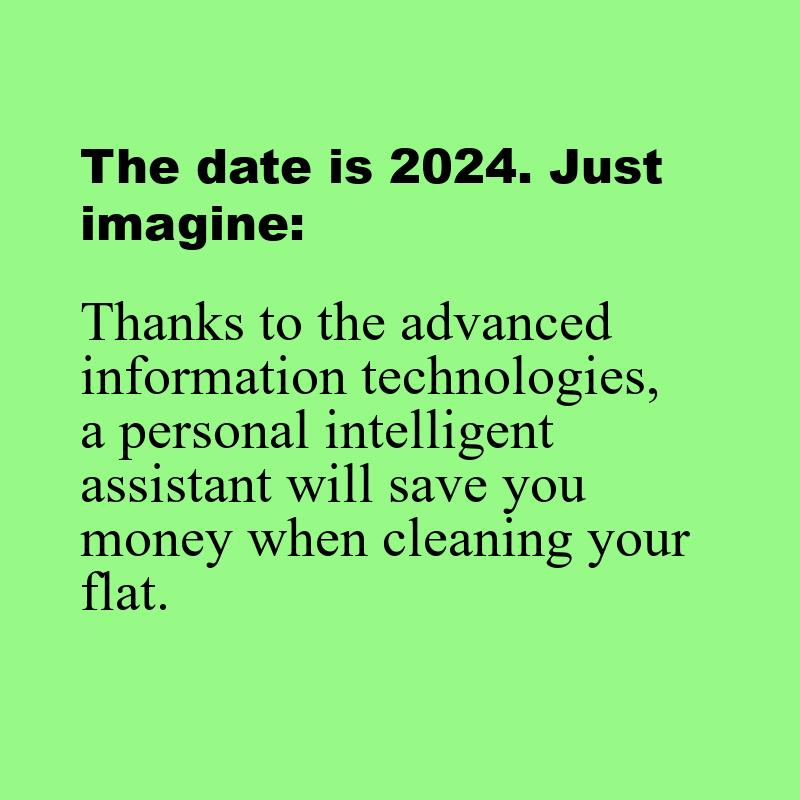 The date is 2024. Just
imagine:
Thanks to the advanced
information technologies,
a personal intelligent
assistant will save you
money when cleaning your
flat.